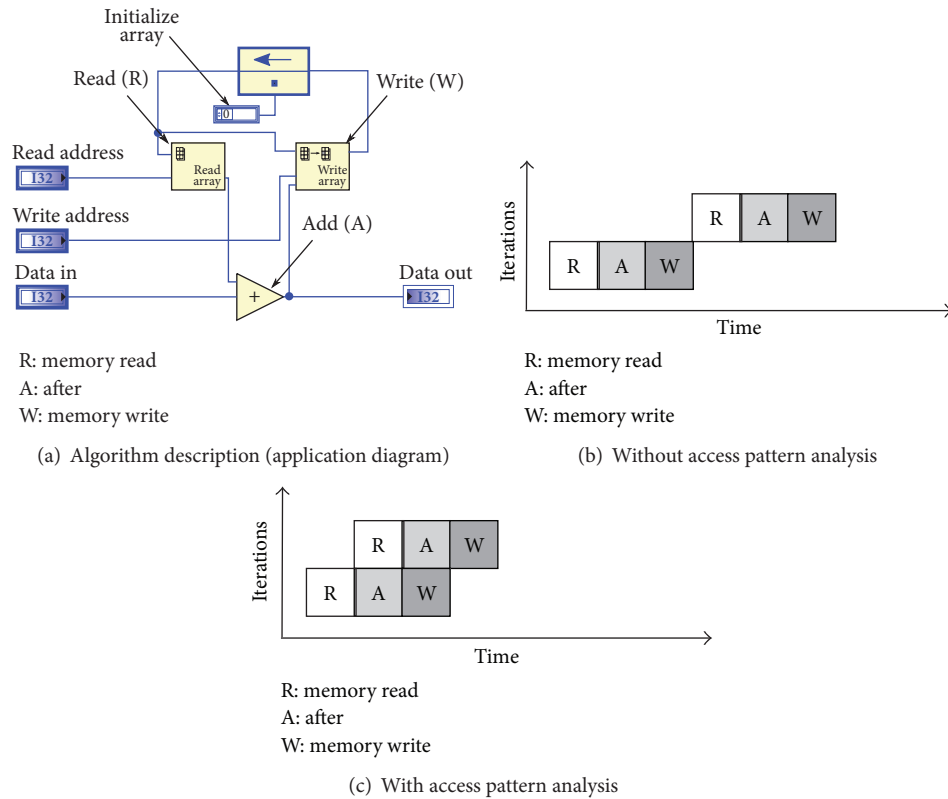 Initialize
array
Read (R)
Write (W)
0
Read address
I32
Read
array
Write
array
Write address
I32
Add (A)
Data in
I32
+
Data out
I32
R: memory read
A: after
W: memory write
(a) Algorithm description (application diagram)
Iterations
R A W
R A W
Time
R: memory read
A: after
W: memory write
(b) Without access pattern analysis
Iterations
R A W
R A W
Time
R: memory read
A: after
W: memory write
(c) With access pattern analysis